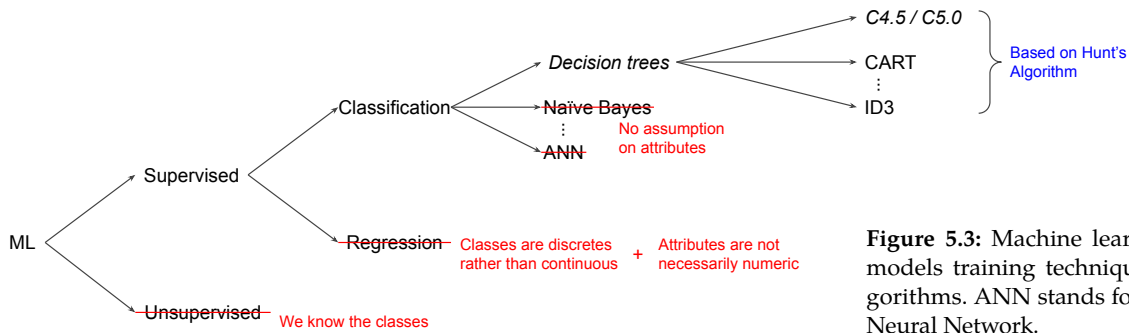 C4.5 / C5.0
Decision trees
CART
Based on Hunt's
Algorithm
⋮
Classification
Naïve Bayes
ID3
⋮
No assumption
on attributes
ANN
Supervised
ML
Regression
Classes are discretes
rather than continuous
+
Attributes are not
necessarily numeric
Unsupervised
We know the classes
Figure 5.3: Machine lear
models training techniqu
gorithms. ANN stands fo
Neural Network.